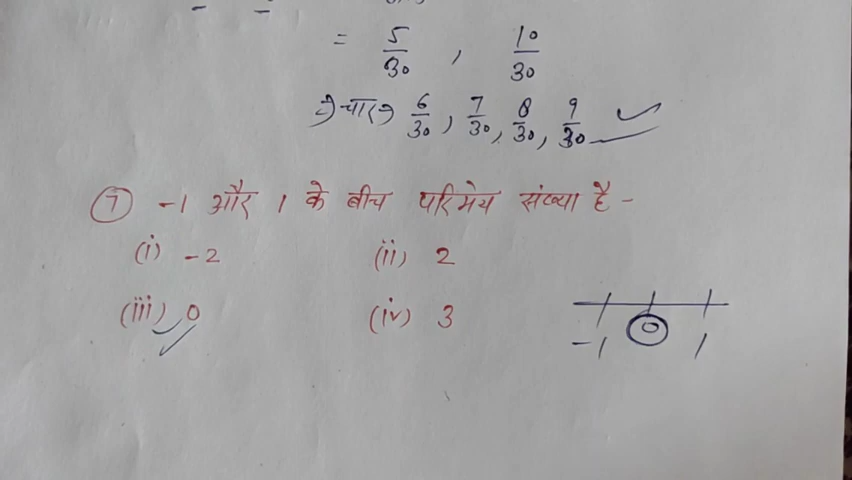 = 5/30 , 10/30
चार 6/30, 7/30, 8/30, 9/30
(7) -1 और 1 के बीच परिमेय संख्या है -
(i) -2 (ii) 2
(iii) 0 (iv) 3
-1 0 1